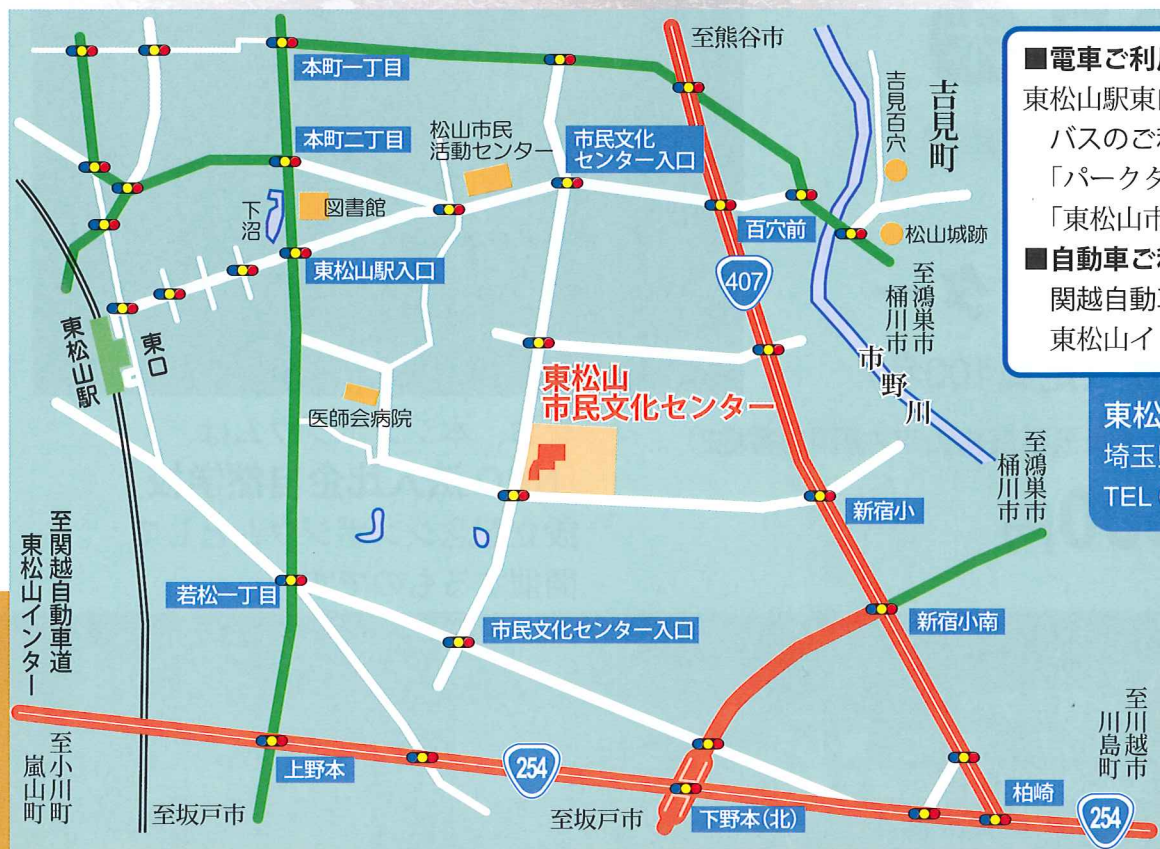 至熊谷市
本町一丁目
吉見百穴
吉見町
本町二丁目
松山市民
活動センター
市民文化
センター入口
下沼
図書館
百穴前
松山城跡
東松山駅入口
407
至鴻巣市
桶川市
市野川
東松山駅
東口
東松山
市民文化センター
医師会病院
新宿小
至鴻巣市
桶川市
至関越自動車道
東松山インター
若松一丁目
市民文化センター入口
新宿小南
至小川町
嵐山町
上野本
254
至川越市
川島町
至坂戸市
至坂戸市
下野本(北)
柏崎
254
■電車ご利
東松山駅東
バスのご
「パーク
「東松山市
■自動車ご
関越自動
東松山イ
東松
埼玉
TEL